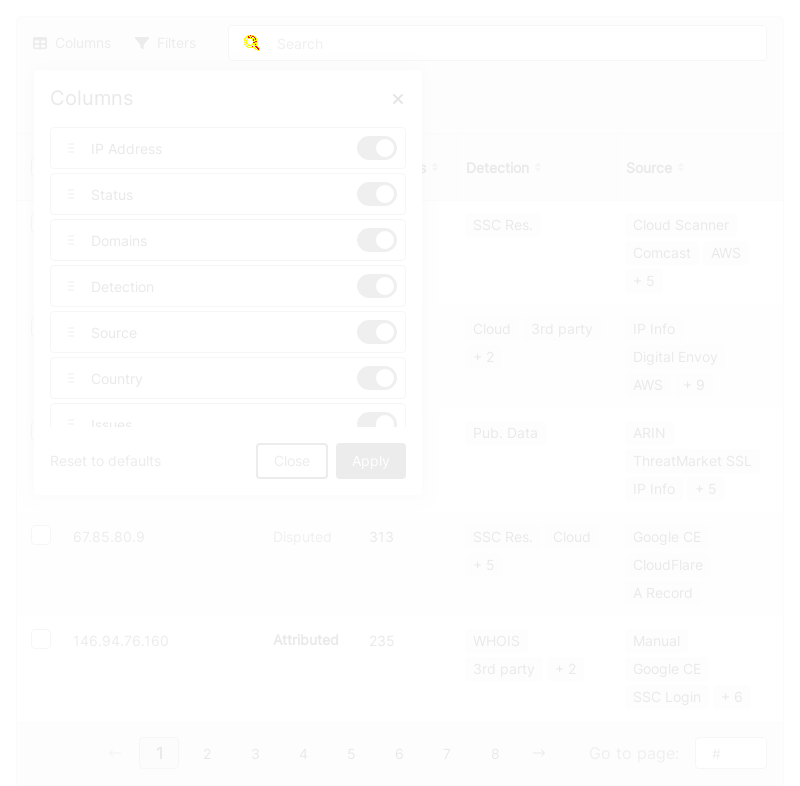 Columns Filters Search
Columns
IP Address
Status
Domains
Detection
Source
Country
Issues
Reset to defaults Close Apply
s Detection Source
SSC Res. Cloud Scanner
Comcast AWS
+ 5
Cloud 3rd party IP Info
+ 2 Digital Envoy
AWS + 9
Pub. Data ARIN
ThreatMarket SSL
IP Info + 5
67.85.80.9 Disputed 313 SSC Res. Cloud Google CE
+ 5 CloudFlare
A Record
146.94.76.160 Attributed 235 WHOIS Manual
3rd party + 2 Google CE
SSC Login + 6
← 1 2 3 4 5 6 7 8 → Go to page: #